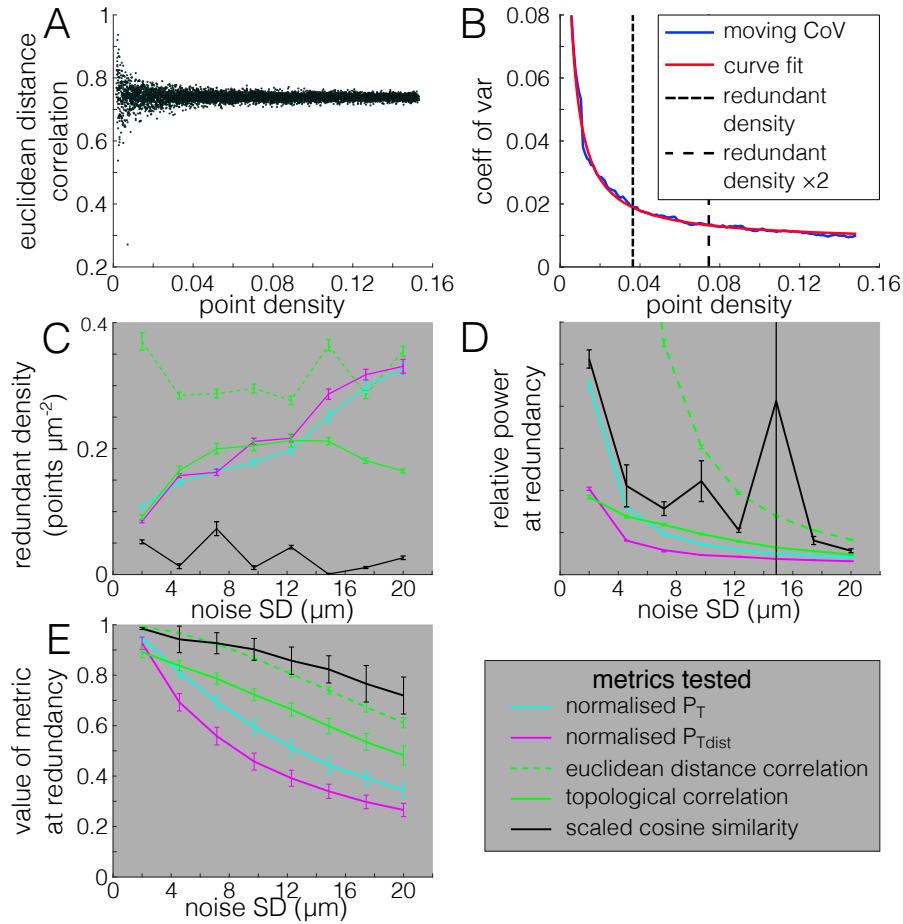 A
euclidean distance
correlation
1
0.8
0.6
0.4
0.2
0
0.04
0.08
0.12
0.16
point density
B
coeff of var
0.08
0.06
0.04
0.02
0
0
0.04
0.08
0.12
0.16
point density
moving CoV
curve fit
redundant
density
redundant
density ×2
C
redundant density
(points µm⁻²)
0.4
0.2
0
0
4
8
12
16
20
noise SD (µm)
D
relative power
at redundancy
0
4
8
12
16
20
noise SD (µm)
E
value of metric
at redundancy
1
0.8
0.6
0.4
0.2
0
0
4
8
12
16
20
noise SD (µm)
metrics tested
normalised P_T
normalised P_Tdist
euclidean distance correlation
topological correlation
scaled cosine similarity